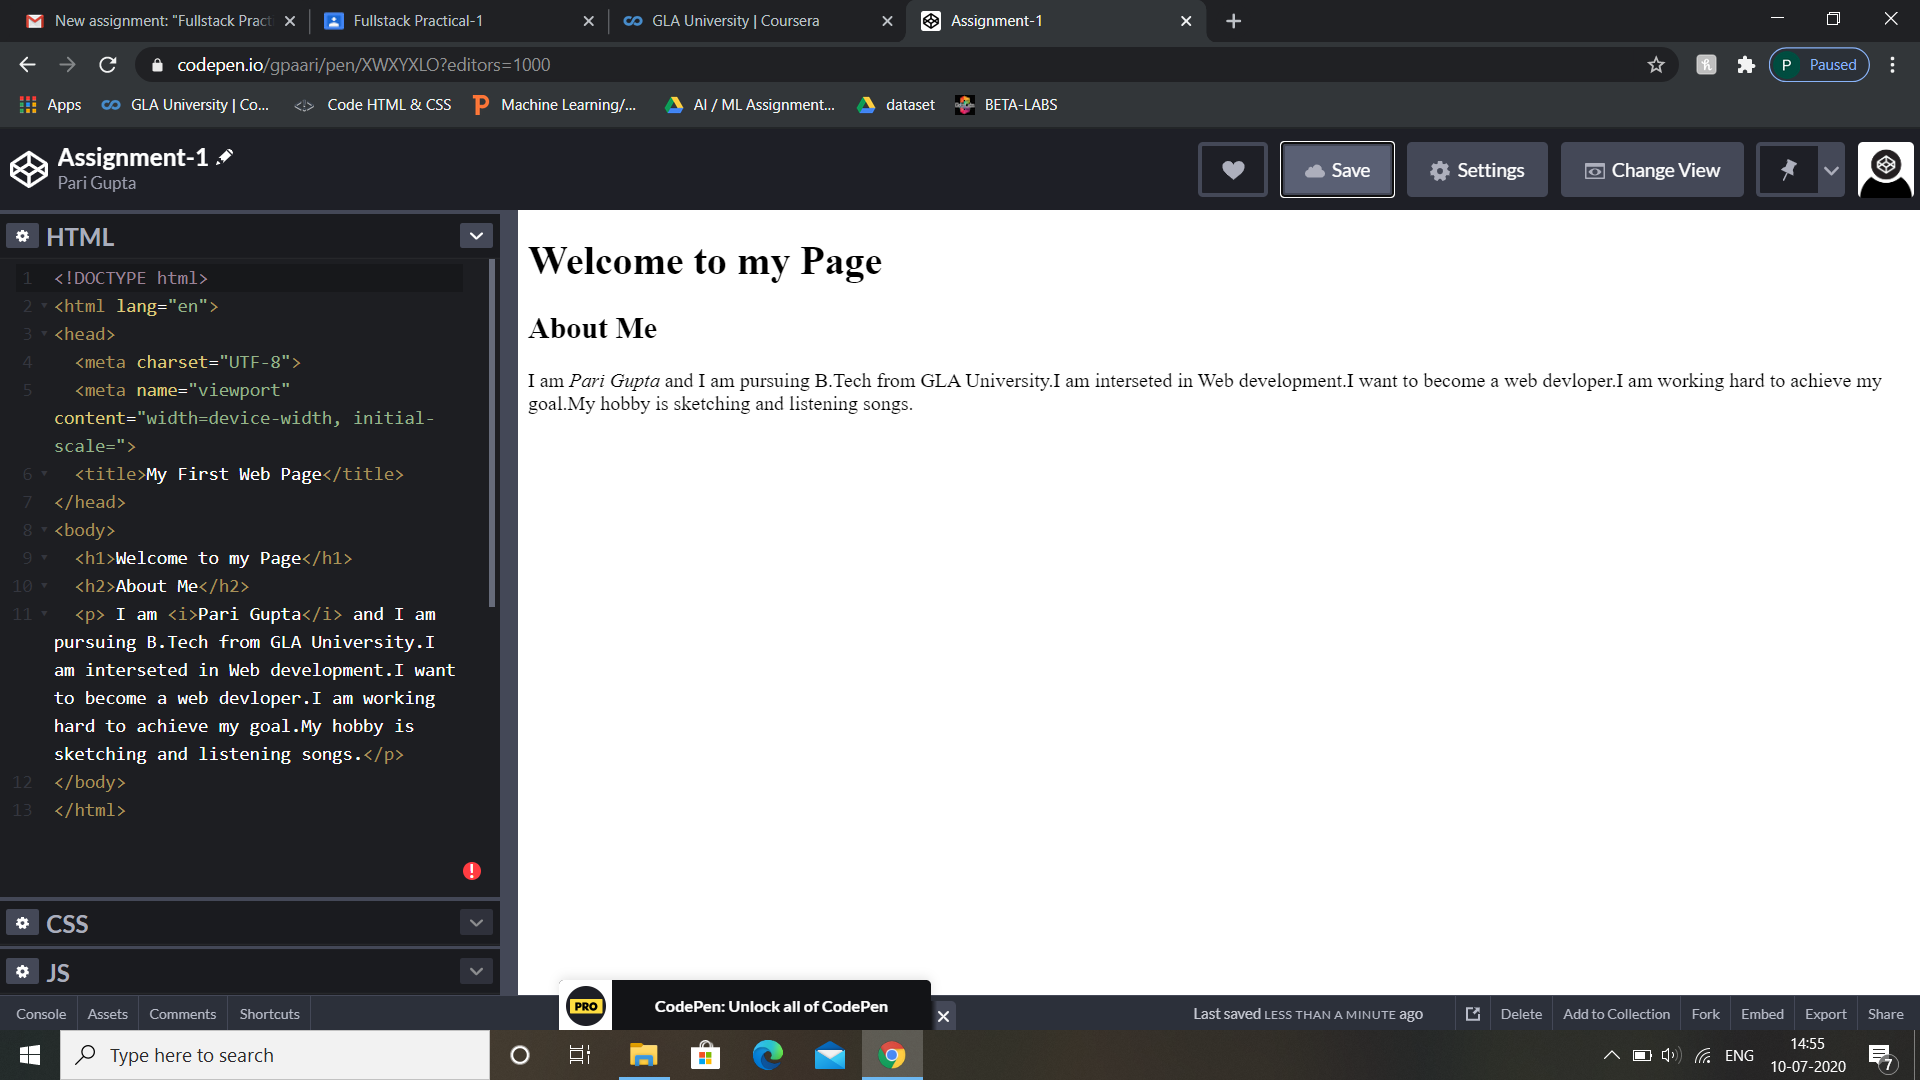 New assignment: "Fullstack Pract
Fullstack Practical-1
GLA University | Coursera
Assignment-1
codepen.io/gpaari/pen/XWXYXLO?editors=1000
P Paused
Apps
GLA University | Co...
Code HTML & CSS
Machine Learning/...
AI / ML Assignment...
dataset
BETA-LABS
Assignment-1
Pari Gupta
Save
Settings
Change View
HTML
1 <!DOCTYPE html>
2 <html lang="en">
3 <head>
4 <meta charset="UTF-8">
5 <meta name="viewport"
content="width=device-width, initial-
scale=">
6 <title>My First Web Page</title>
7 </head>
8 <body>
9 <h1>Welcome to my Page</h1>
10 <h2>About Me</h2>
11 <p> I am <i>Pari Gupta</i> and I am
pursuing B.Tech from GLA University.I
am interseted in Web development.I want
to become a web devloper.I am working
hard to achieve my goal.My hobby is
sketching and listening songs.</p>
12 </body>
13 </html>
CSS
JS
Welcome to my Page
About Me
I am Pari Gupta and I am pursuing B.Tech from GLA University.I am interseted in Web development.I want to become a web devloper.I am working hard to achieve my
goal.My hobby is sketching and listening songs.
Console
Assets
Comments
Shortcuts
PRO
CodePen: Unlock all of CodePen
Last saved LESS THAN A MINUTE ago
Delete
Add to Collection
Fork
Embed
Export
Share
Type here to search
ENG
14:55
10-07-2020
7